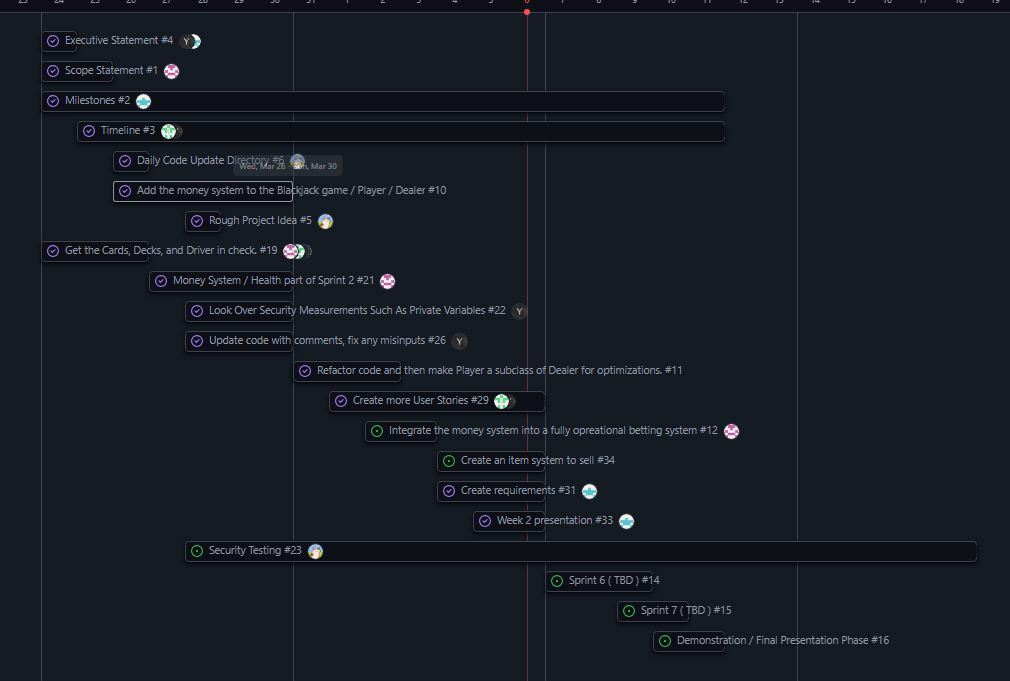 23 24 25 26 27 28 29 30 31 1 2 3 4 5 6 7 8 9 10 11 12 13 14 15 16 17 18 19
Executive Statement #4 Y
Scope Statement #1
Milestones #2
Timeline #3
Daily Code Update Directory #6
Wed, Mar 26 - Sun, Mar 30
Add the money system to the Blackjack game / Player / Dealer #10
Rough Project Idea #5
Get the Cards, Decks, and Driver in check. #19
Money System / Health part of Sprint 2 #21
Look Over Security Measurements Such As Private Variables #22 Y
Update code with comments, fix any misinputs #26 Y
Refactor code and then make Player a subclass of Dealer for optimizations. #11
Create more User Stories #29
Integrate the money system into a fully opreational betting system #12
Create an item system to sell #34
Create requirements #31
Week 2 presentation #33
Security Testing #23
Sprint 6 ( TBD ) #14
Sprint 7 ( TBD ) #15
Demonstration / Final Presentation Phase #16